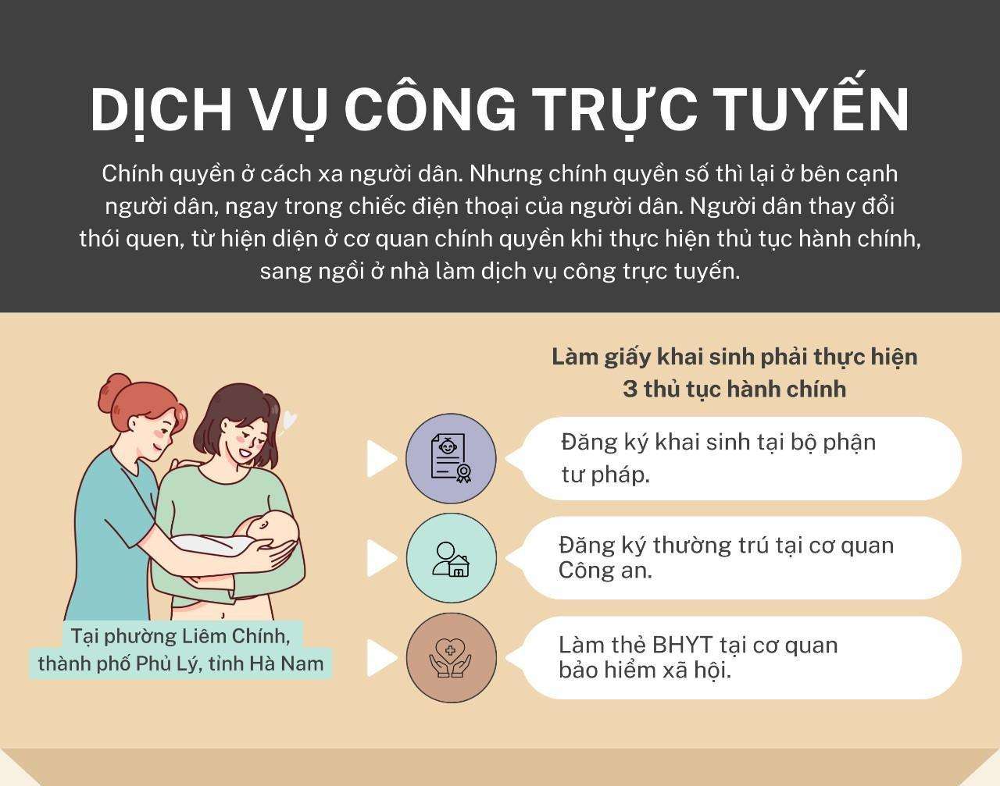 DỊCH VỤ CÔNG TRỰC TUYẾN
Chính quyền ở cách xa người dân. Nhưng chính quyền số thì lại ở bên cạnh
người dân, ngay trong chiếc điện thoại của người dân. Người dân thay đổi
thói quen, từ hiện diện ở cơ quan chính quyền khi thực hiện thủ tục hành chính,
sang ngồi ở nhà làm dịch vụ công trực tuyến.
Làm giấy khai sinh phải thực hiện
3 thủ tục hành chính
Đăng ký khai sinh tại bộ phận
tư pháp.
Đăng ký thường trú tại cơ quan
Công an.
Làm thẻ BHYT tại cơ quan
bảo hiểm xã hội.
Tại phường Liêm Chính,
thành phố Phủ Lý, tỉnh Hà Nam